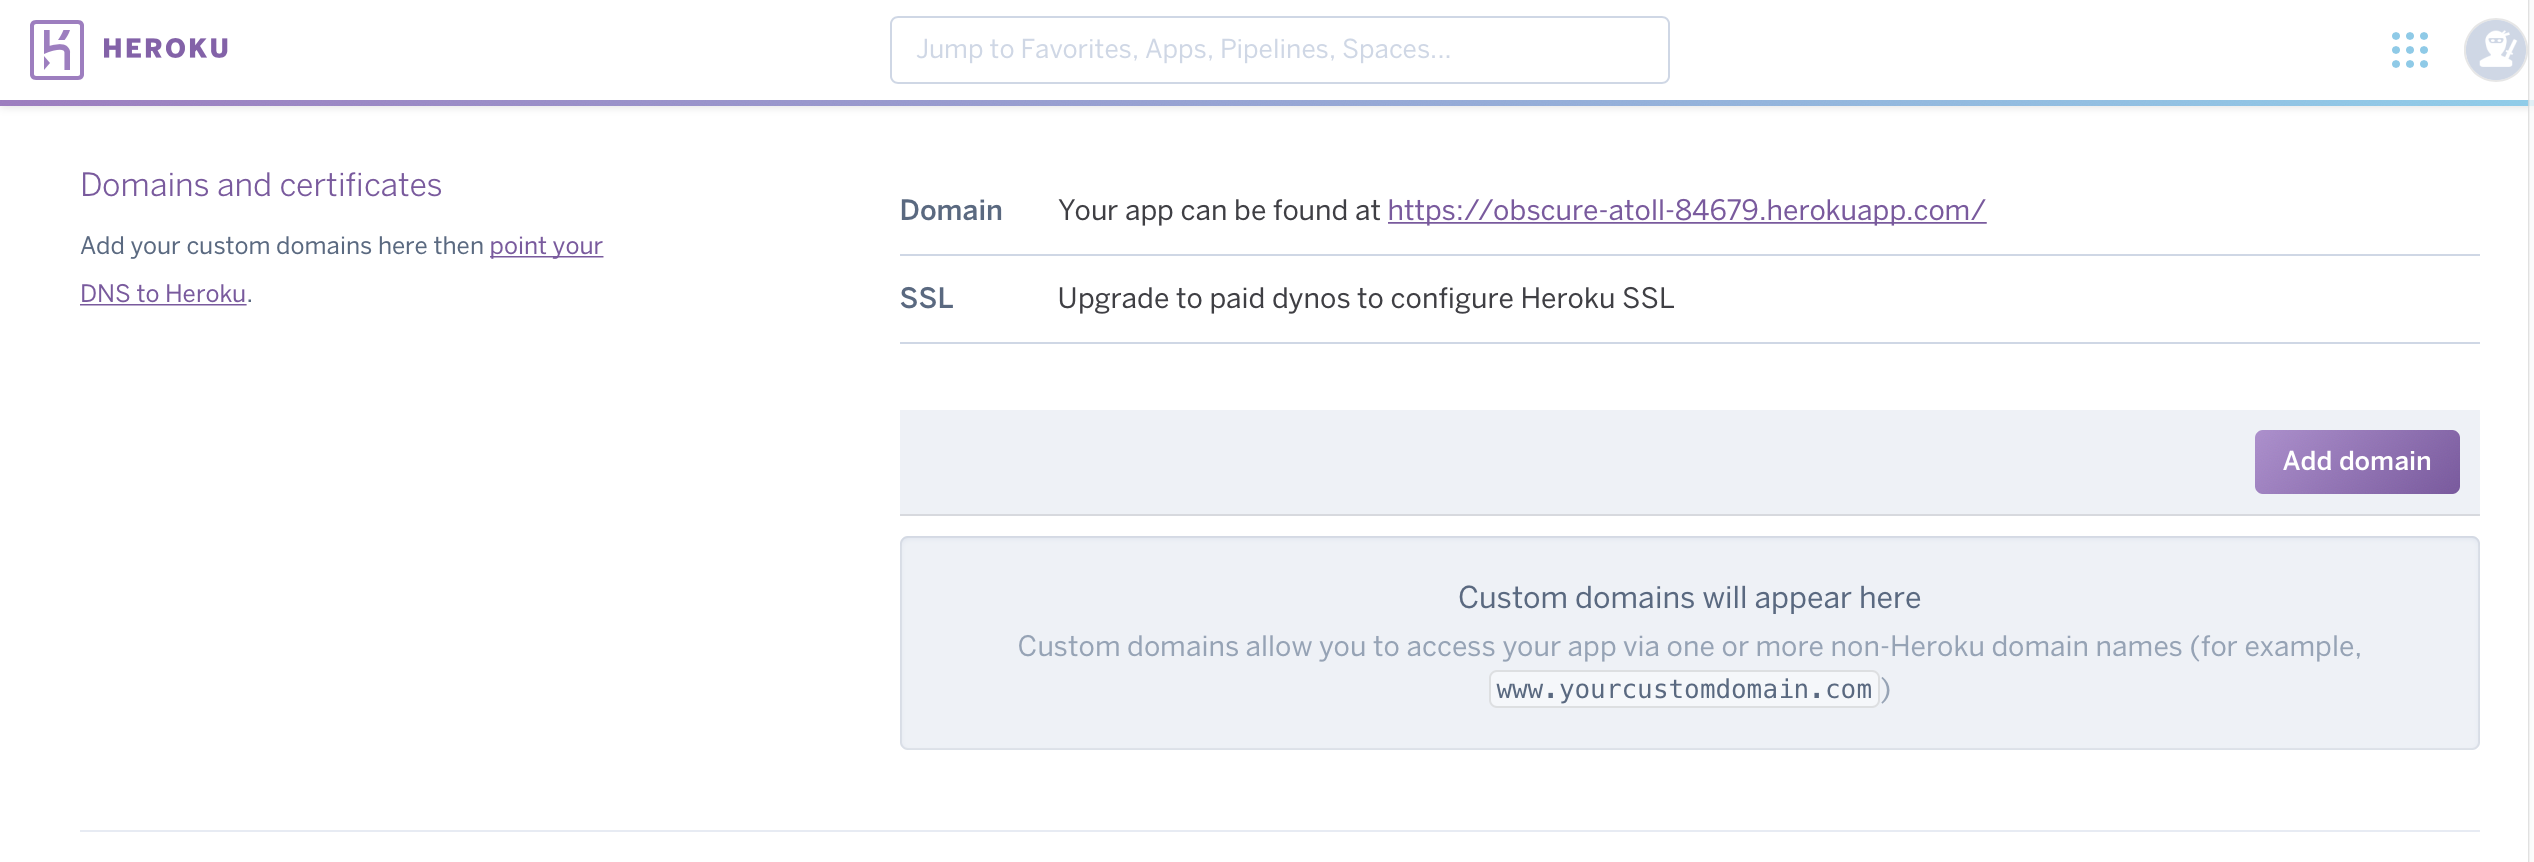 HEROKU
Jump to Favorites, Apps, Pipelines, Spaces...
Domains and certificates
Add your custom domains here then point your
DNS to Heroku.
Domain Your app can be found at https://obscure-atoll-84679.herokuapp.com/
SSL Upgrade to paid dynos to configure Heroku SSL
Add domain
Custom domains will appear here
Custom domains allow you to access your app via one or more non-Heroku domain names (for example,
www.yourcustomdomain.com)